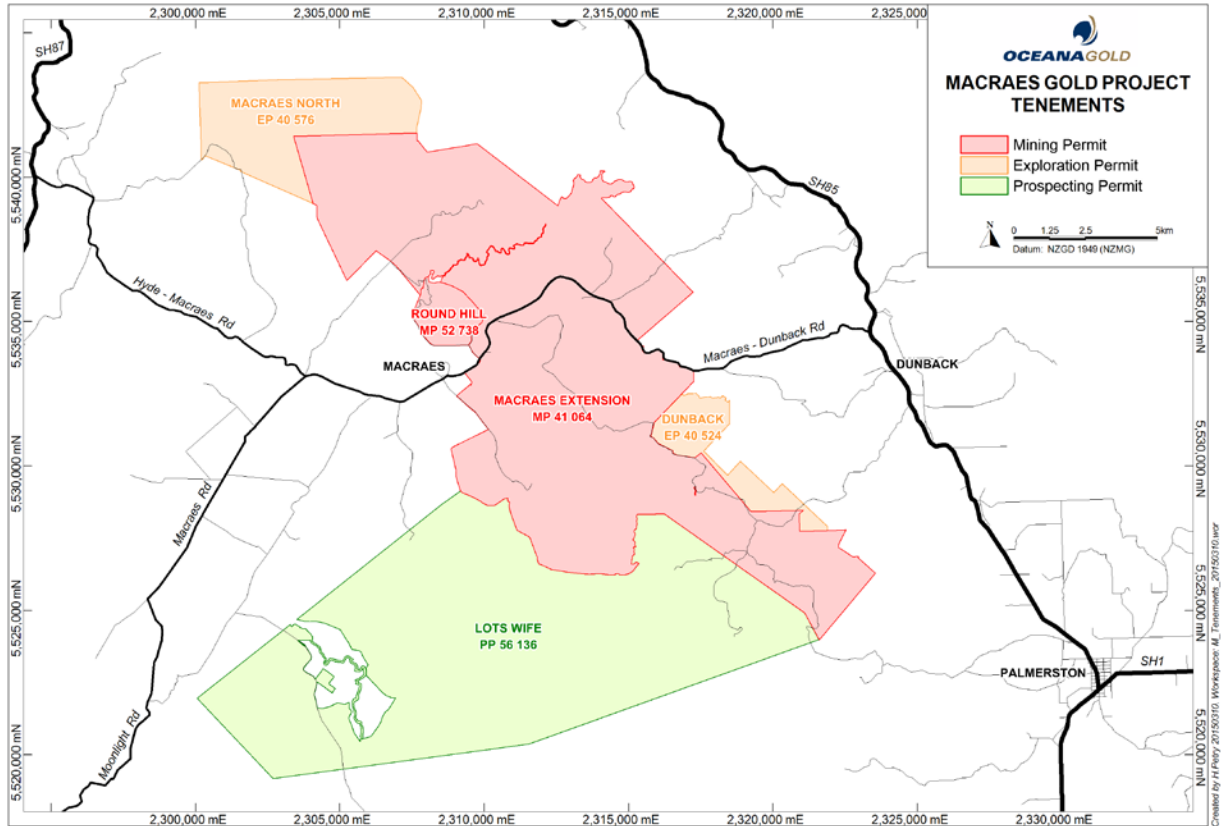 2,300,000 mE
2,305,000 mE
2,310,000 mE
2,315,000 mE
2,320,000 mE
2,325,000 mE
SH87
OCEANAGOLD
MACRAES GOLD PROJECT
TENEMENTS
Mining Permit
Exploration Permit
Prospecting Permit
N
0 1.25 2.5 5km
Datum: NZGD 1949 (NZMG)
MACRAES NORTH
EP 40 576
SH85
5,540,000 mN
Hyde - Macraes Rd
ROUND HILL
MP 52 738
5,535,000 mN
5,535,000 mN
Macraes - Dunback Rd
MACRAES
DUNBACK
MACRAES EXTENSION
MP 41 064
DUNBACK
EP 40 524
5,530,000 mN
5,530,000 mN
Macraes Rd
5,525,000 mN
5,525,000 mN
LOTS WIFE
PP 56 136
PALMERSTON
SH1
Moonlight Rd
5,520,000 mN
5,520,000 mN
2,300,000 mE
2,305,000 mE
2,310,000 mE
2,315,000 mE
2,320,000 mE
2,325,000 mE
2,330,000 mE
Created by H.Petry 20150310. Workspace: M_Tenements_20150310.wor